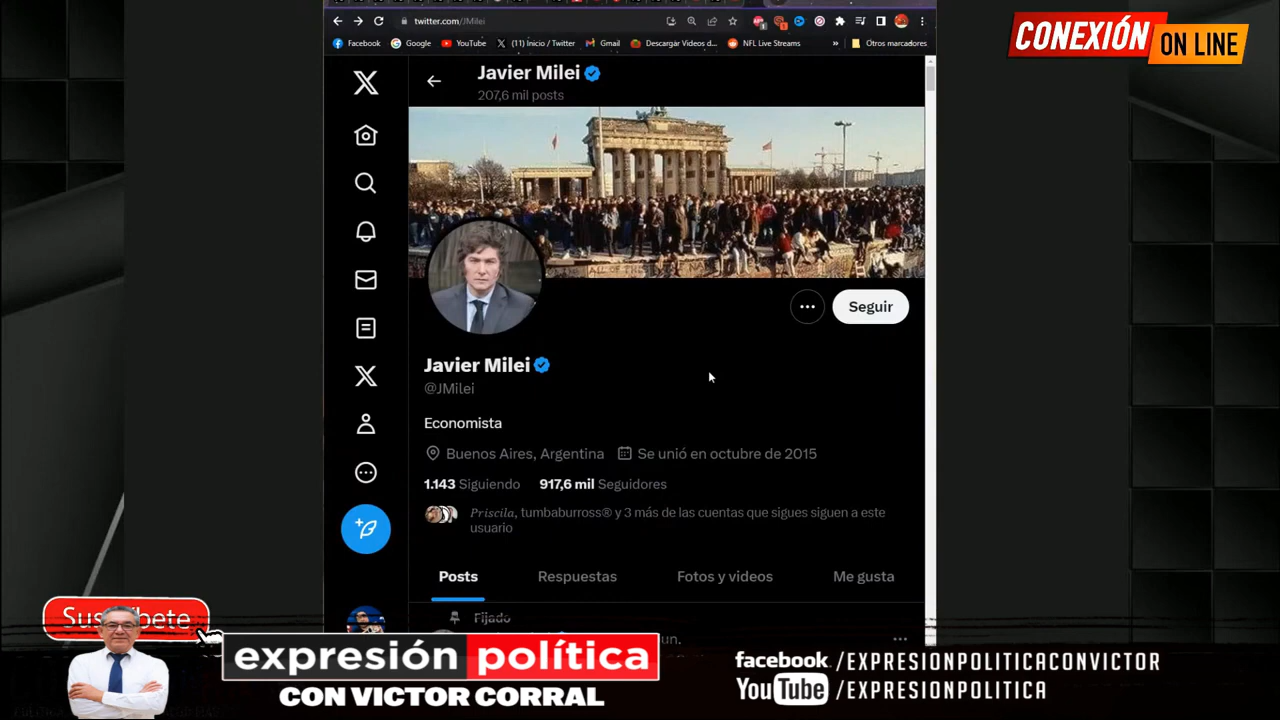 twitter.com/JMilei
Facebook
Google
YouTube
(11) Inicio / Twitter
Gmail
Descargar Videos d...
NFL Live Streams
»
Otros marcadores
CONEXIÓN
ON LINE
Javier Milei
207,6 mil posts
Seguir
Javier Milei
@JMilei
Economista
Buenos Aires, Argentina
Se unió en octubre de 2015
1.143 Siguiendo
917,6 mil Seguidores
Priscila, tumbaburross® y 3 más de las cuentas que sigues siguen a este
usuario
Posts
Respuestas
Fotos y videos
Me gusta
Fijado
un.
expresión política
CON VICTOR CORRAL
facebook /EXPRESIONPOLITICACONVICTOR
YouTube /EXPRESIONPOLITICA